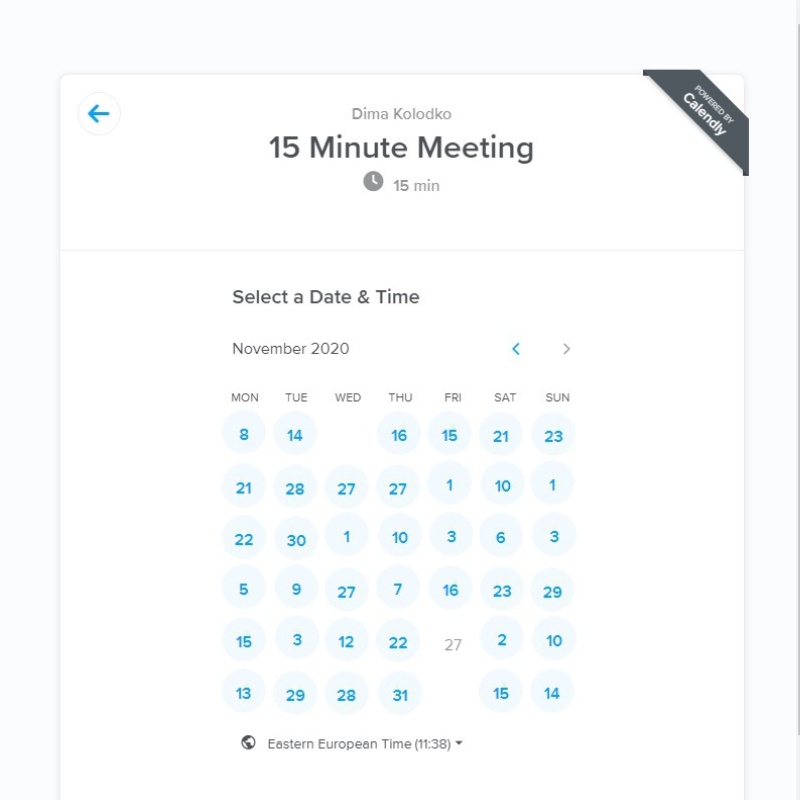 POWERED BY
Calendly
Dima Kolodko
15 Minute Meeting
15 min
Select a Date & Time
November 2020
MON TUE WED THU FRI SAT SUN
8 14 16 15 21 23
21 28 27 27 1 10 1
22 30 1 10 3 6 3
5 9 27 7 16 23 29
15 3 12 22 27 2 10
13 29 28 31 15 14
Eastern European Time (11:38)